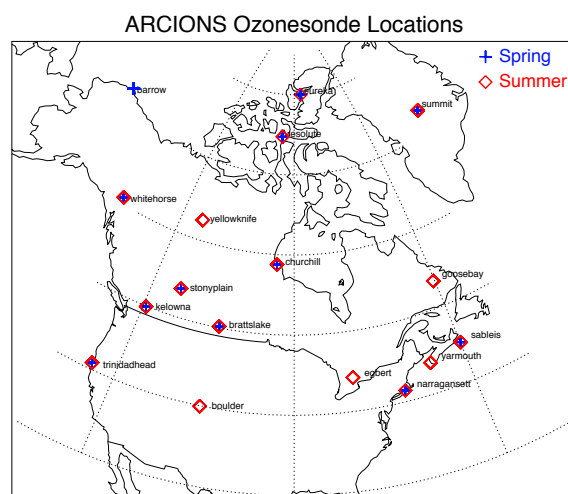 ARCIONS Ozonesonde Locations
Spring
Summer
barrow
eureka
summit
resolute
whitehorse
yellowknife
churchill
goosebay
stonyplain
kelowna
brattslake
sableis
trinidadhead
yarmouth
egbert
narragansett
boulder